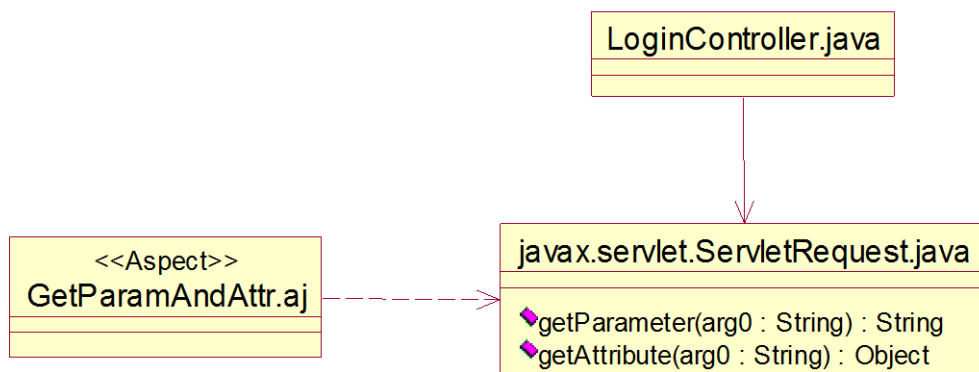 LoginController.java
<<Aspect>>
GetParamAndAttr.aj
javax.servlet.ServletRequest.java
getParameter(arg0 : String) : String
getAttribute(arg0 : String) : Object